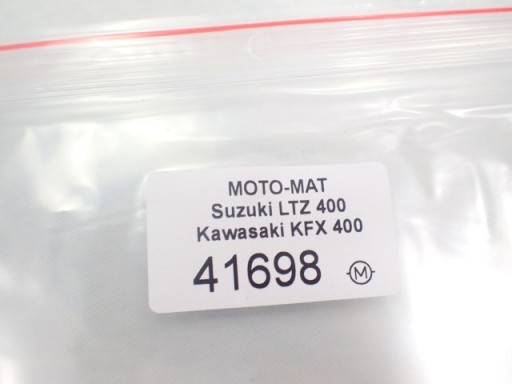 MOTO-MAT
Suzuki LTZ 400
Kawasaki KFX 400
41698 M